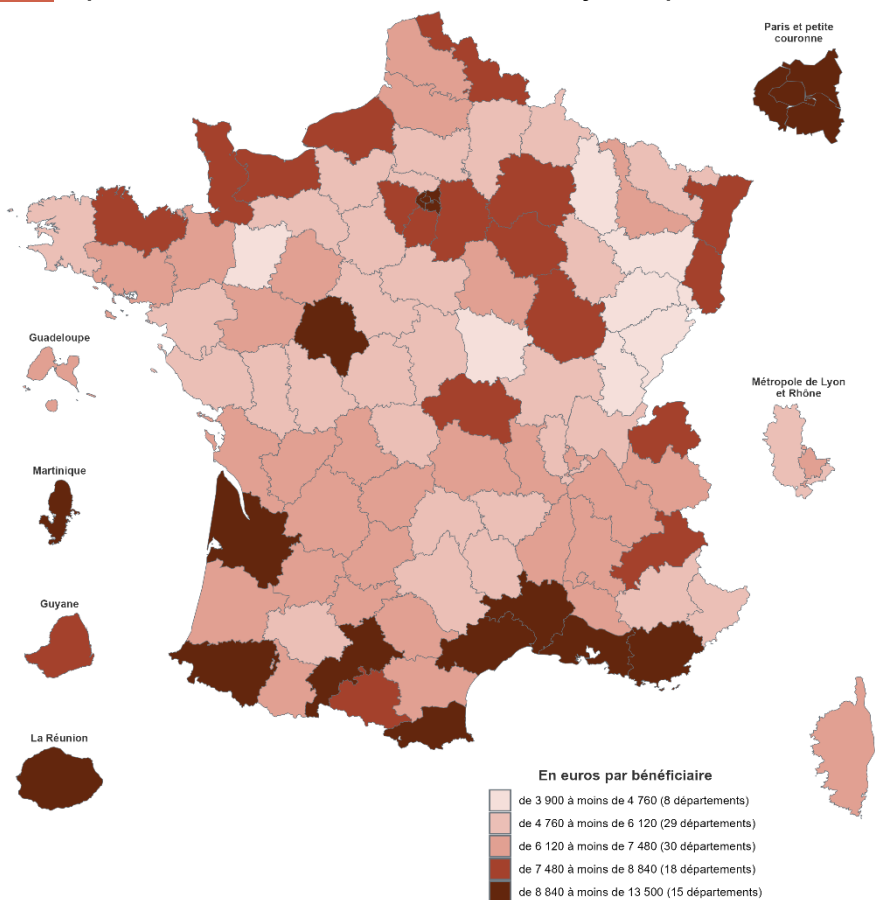 Paris et petite
couronne
Guadeloupe
Métropole de Lyon
et Rhône
Martinique
Guyane
La Réunion
En euros par bénéficiaire
de 3 900 à moins de 4 760 (8 départements)
de 4 760 à moins de 6 120 (29 départements)
de 6 120 à moins de 7 480 (30 départements)
de 7 480 à moins de 8 840 (18 départements)
de 8 840 à moins de 13 500 (15 départements)